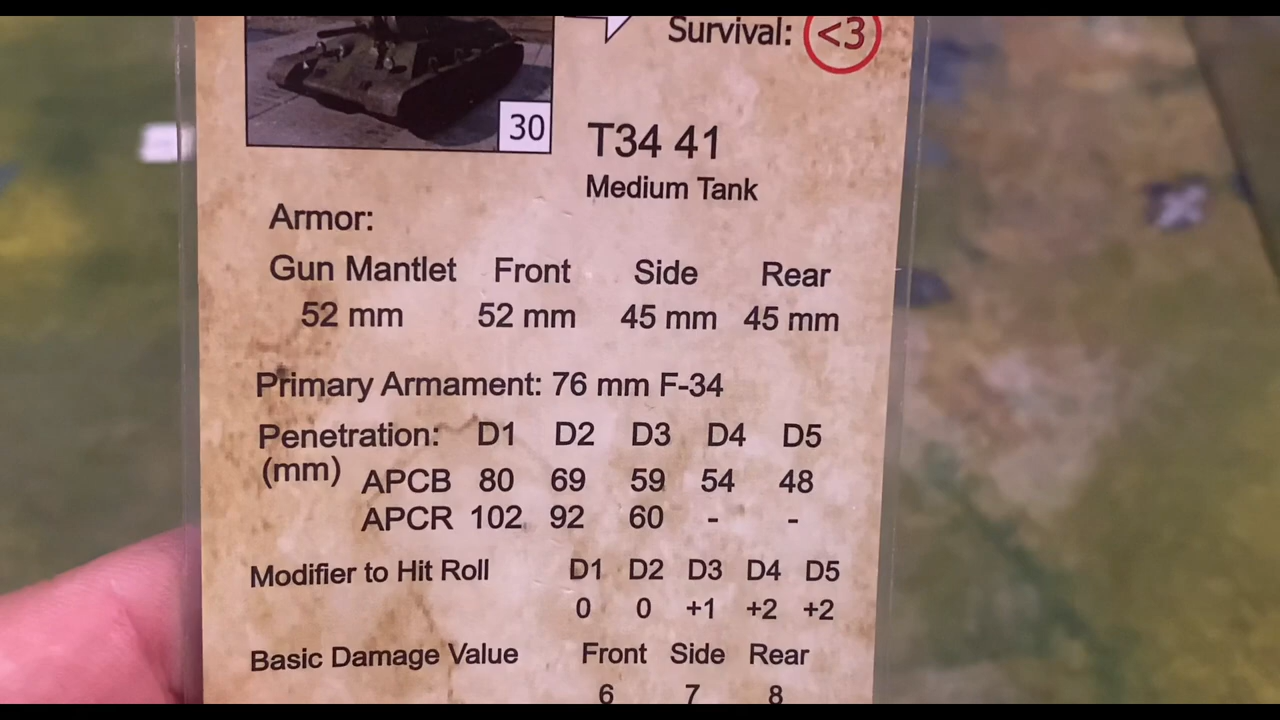 Survival: <3
30
T34 41
Medium Tank
Armor:
Gun Mantlet Front Side Rear
52 mm 52 mm 45 mm 45 mm
Primary Armament: 76 mm F-34
Penetration: D1 D2 D3 D4 D5
(mm) APCB 80 69 59 54 48
APCR 102 92 60 - -
Modifier to Hit Roll D1 D2 D3 D4 D5
0 0 +1 +2 +2
Basic Damage Value Front Side Rear
6 7 8